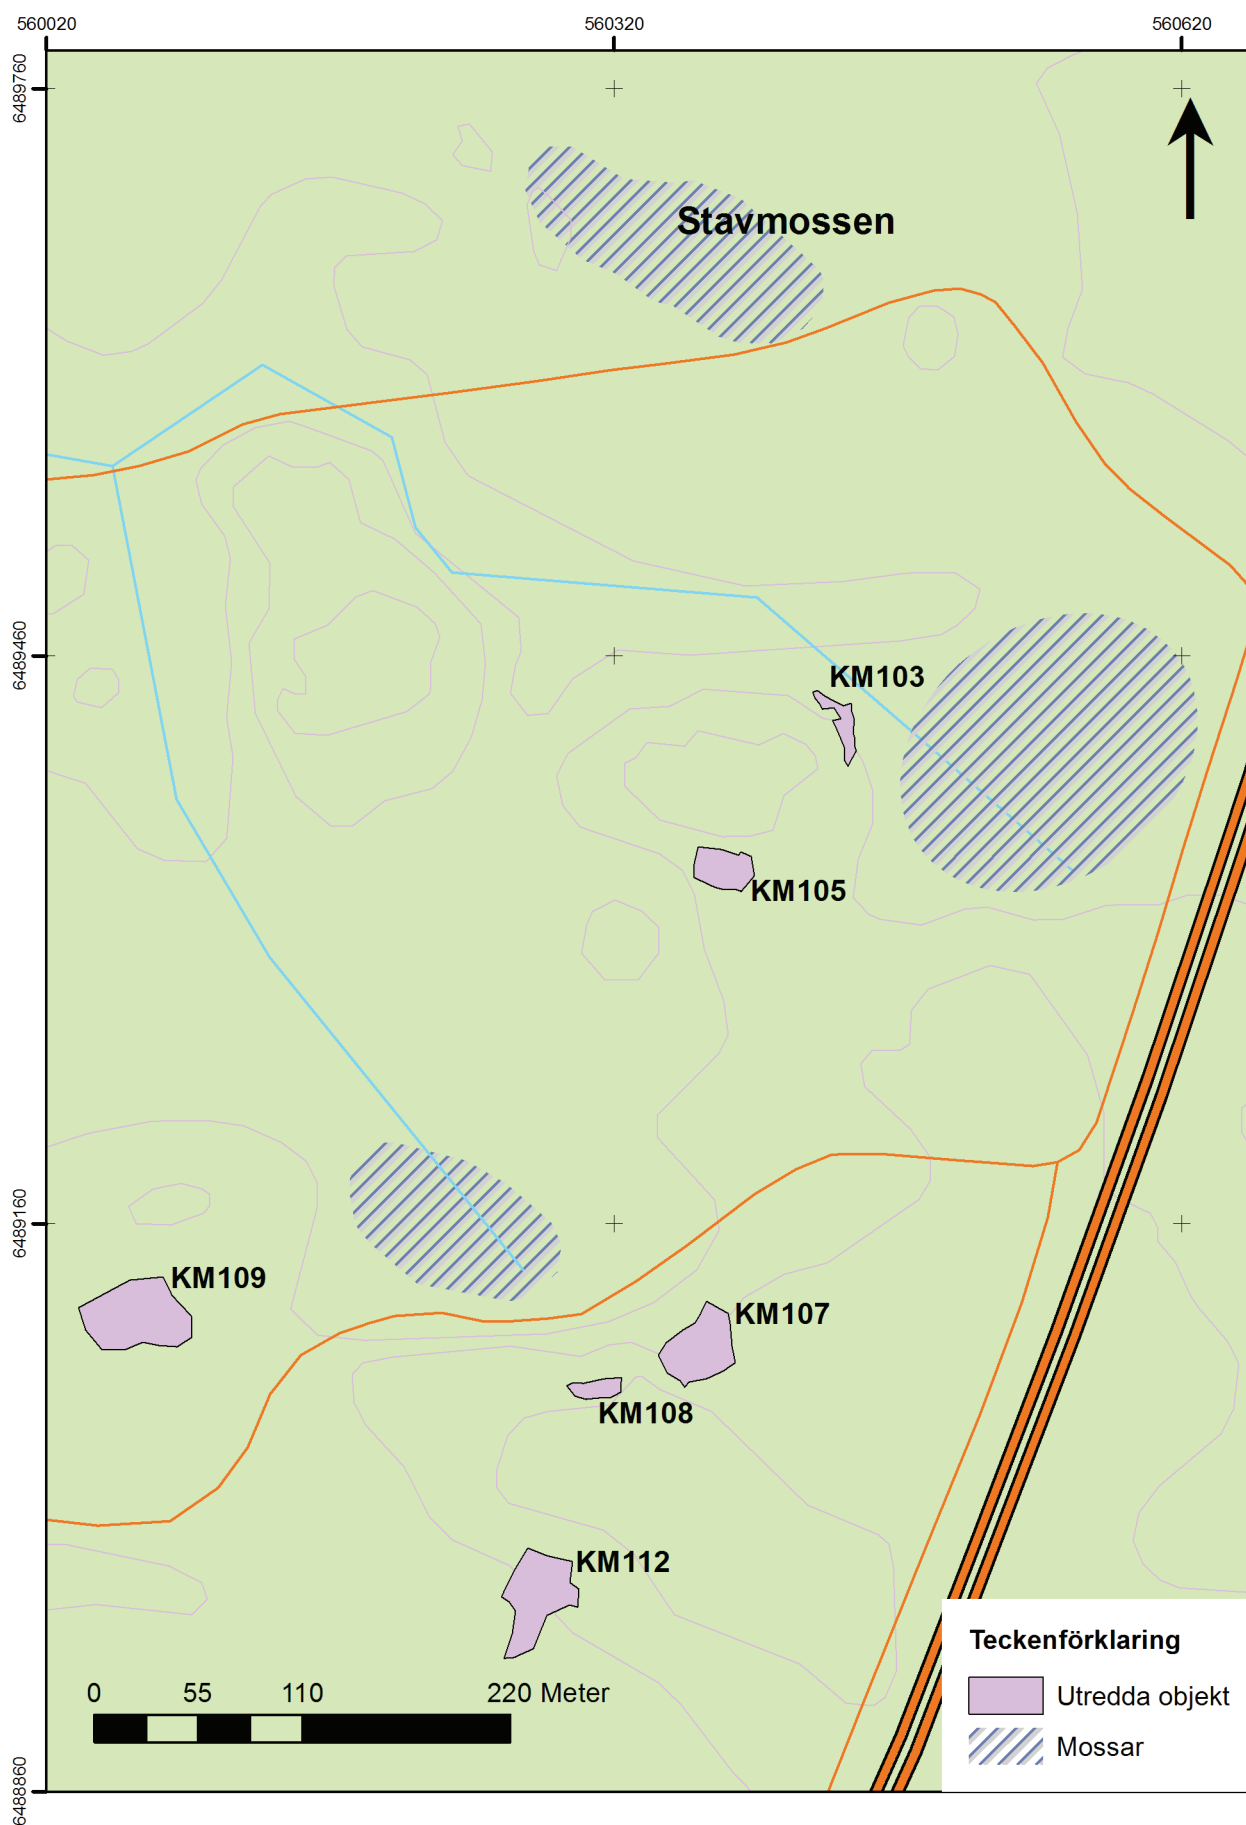 560020 560320 560620
6489760
Stavmossen
6489460
KM103
KM105
6489160
KM109
KM107
KM108
KM112
Teckenförklaring
Utredda objekt
Mossar
0 55 110 220 Meter
6488860